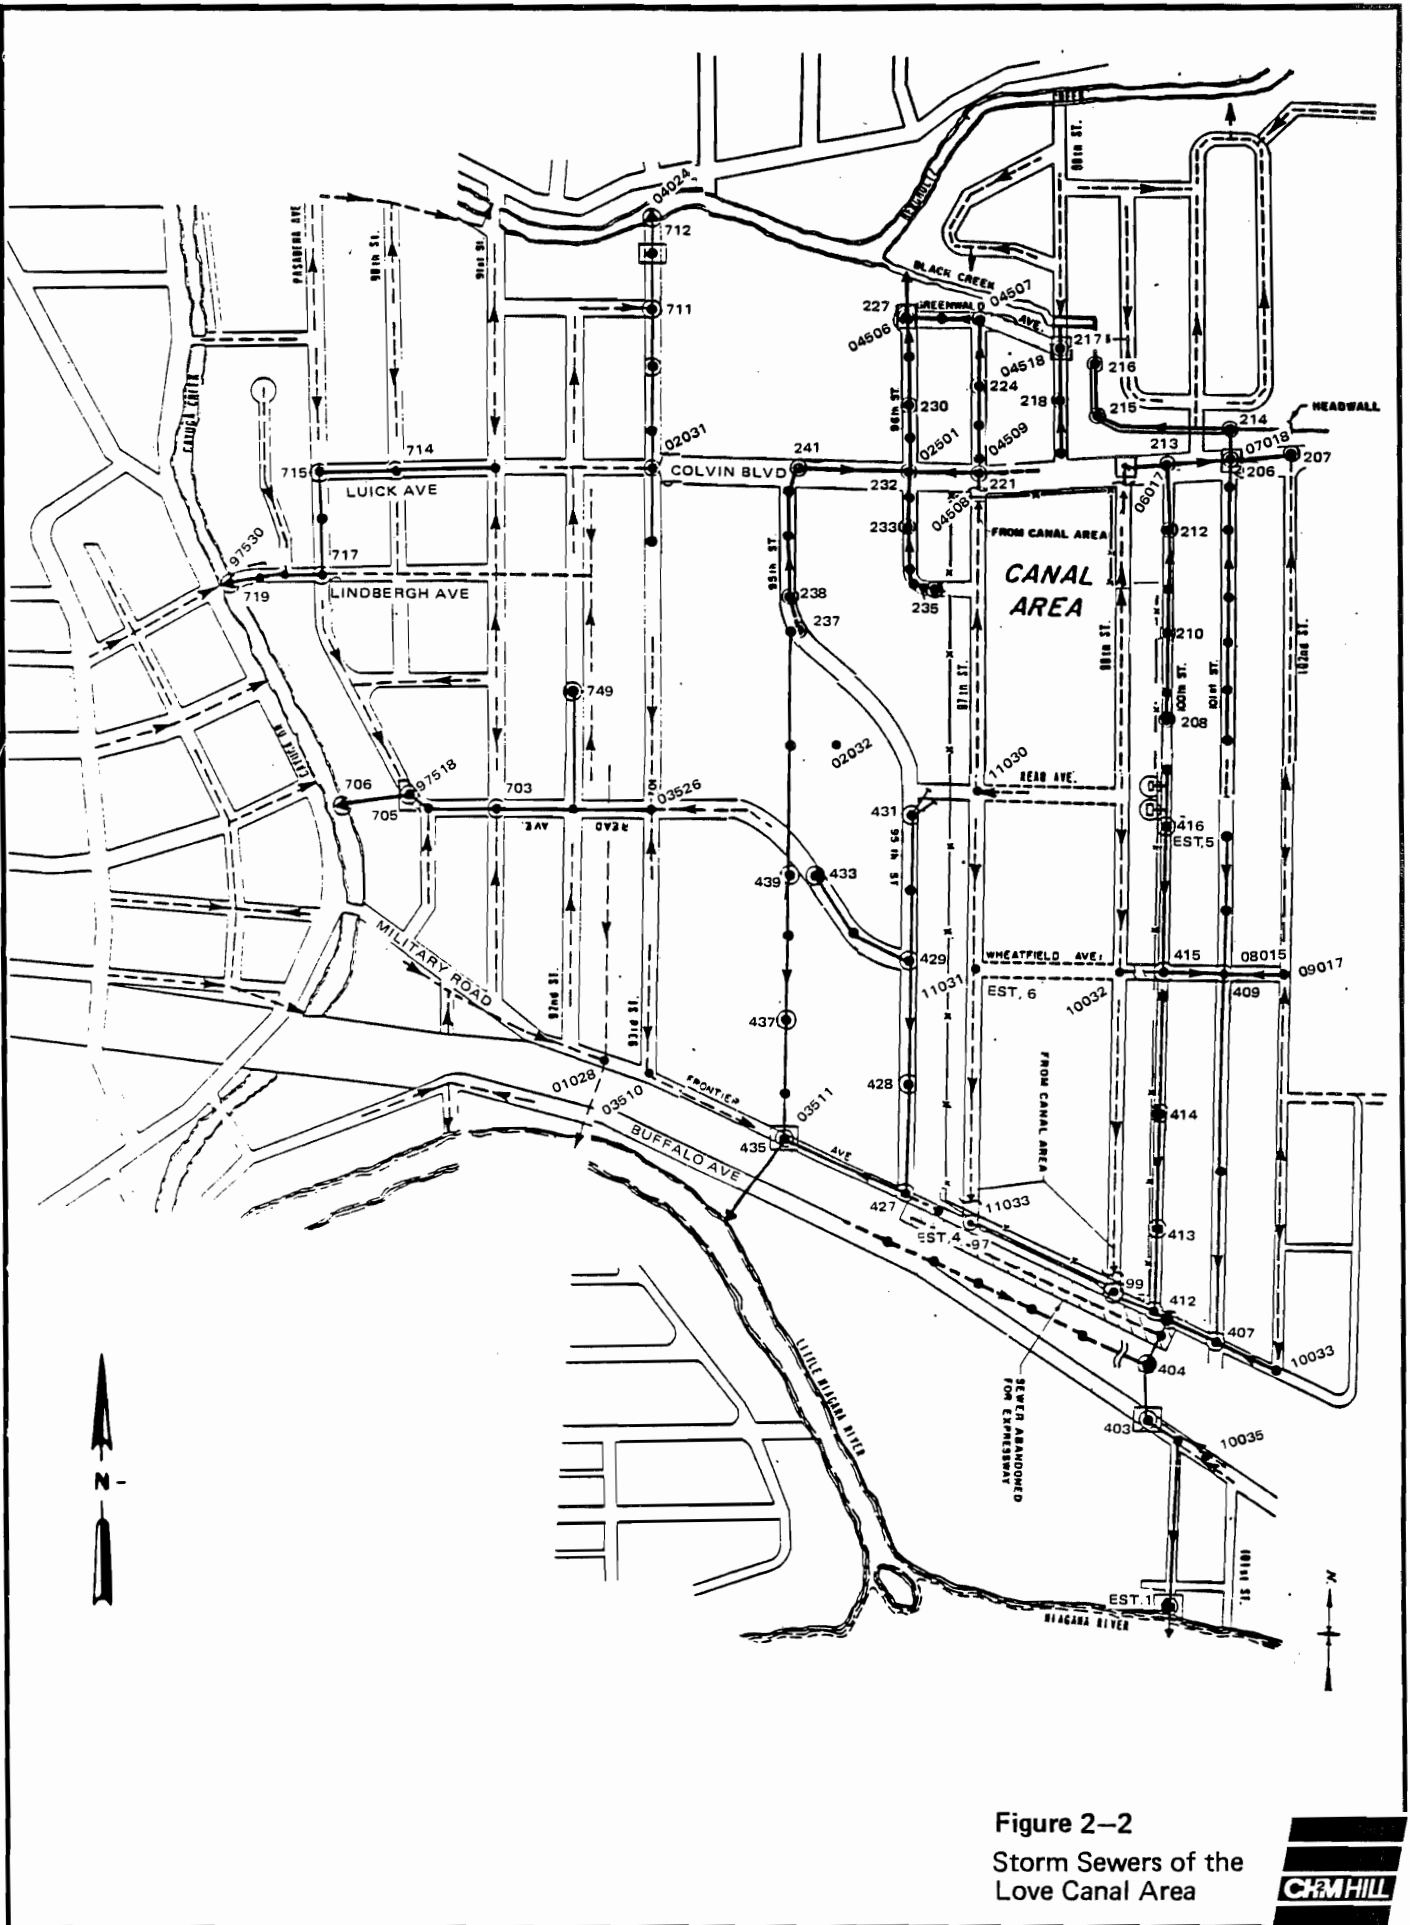 CREEK
98th ST.
BLACK CREEK
04024
712
PASADENA AVE
90th St.
91st St.
711
227
GREENWALD
AVE.
04507
04506
04518
217
216
224
218
215
CAYUGA CREEK
96th ST.
230
02501
04509
214
HEADWALL
213
07018
207
206
02031
714
715
LUICK AVE
COLVIN BLVD
241
232
221
04508
06017
233
FROM CANAL AREA
212
CANAL
AREA
97530
717
719
LINDBERGH AVE
95th ST.
238
237
235
97th ST.
99th ST.
210
100th ST.
101st ST.
102nd ST.
208
749
02032
11030
READ AVE.
706
97518
705
703
AVE.
READ
03526
431
95 th ST
416
EST,5
439
433
MILITARY ROAD
429
WHEATFIELD AVE.
EST, 6
11031
10032
415
08015
409
09017
92nd ST.
93rd ST.
437
428
01028
03510
FRONTIER
AVE
03511
435
BUFFALO AVE
FROM CANAL AREA
414
427
EST,4
97
11033
413
99
412
407
10033
404
SEWER ABANDONED
FOR EXPRESSWAY
LITTLE NIAGARA RIVER
403
10035
101st ST.
EST.1
NIAGARA RIVER
N
N.
Figure 2–2
Storm Sewers of the
Love Canal Area
CH2M HILL